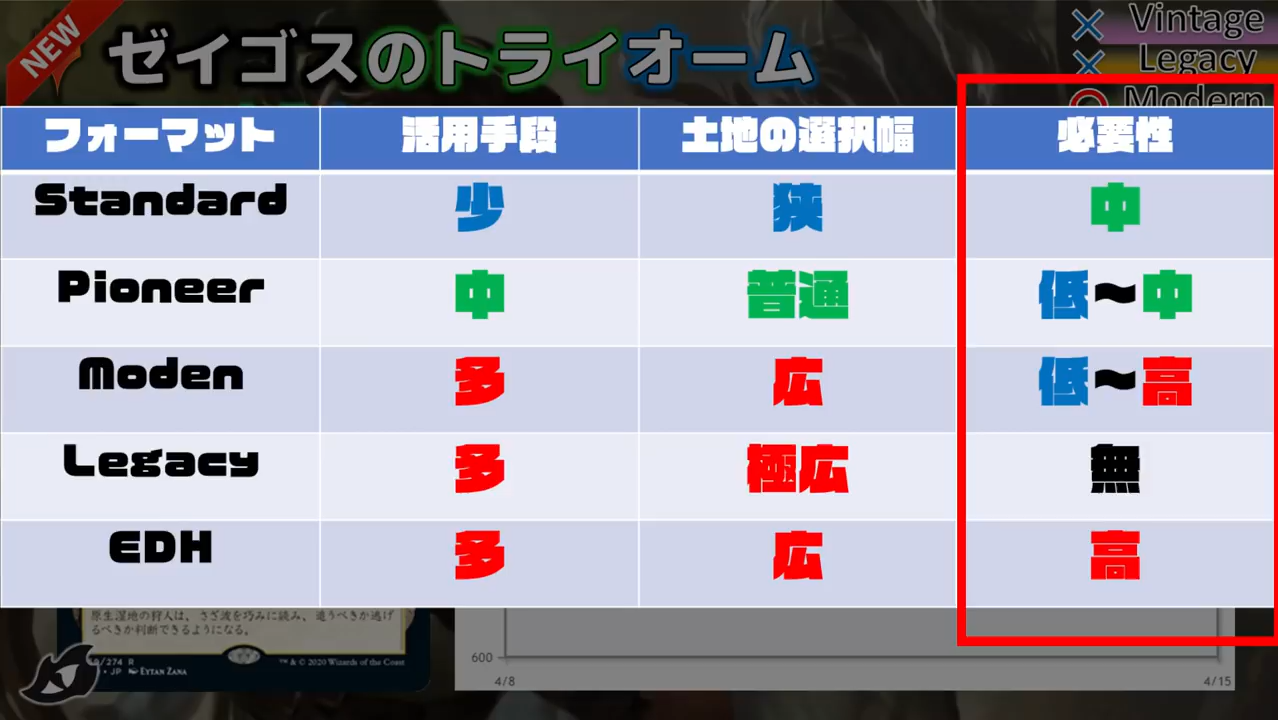 NEW
ゼイゴスのトライオーム
Vintage
Legacy
Modern
フォーマット 活用手段 土地の選択幅 必要性
Standard 少 狭 中
Pioneer 中 普通 低~中
Moden 多 広 低~高
Legacy 多 極広 無
EDH 多 広 高
原生湿地の狩人は、さざ波を巧みに読み、追うべきか逃げ
るべきか判断できるようになる。
/274 R
JP EYTAN ZANA
™ & © 2020 Wizards of the Coast
600
4/8
4/15